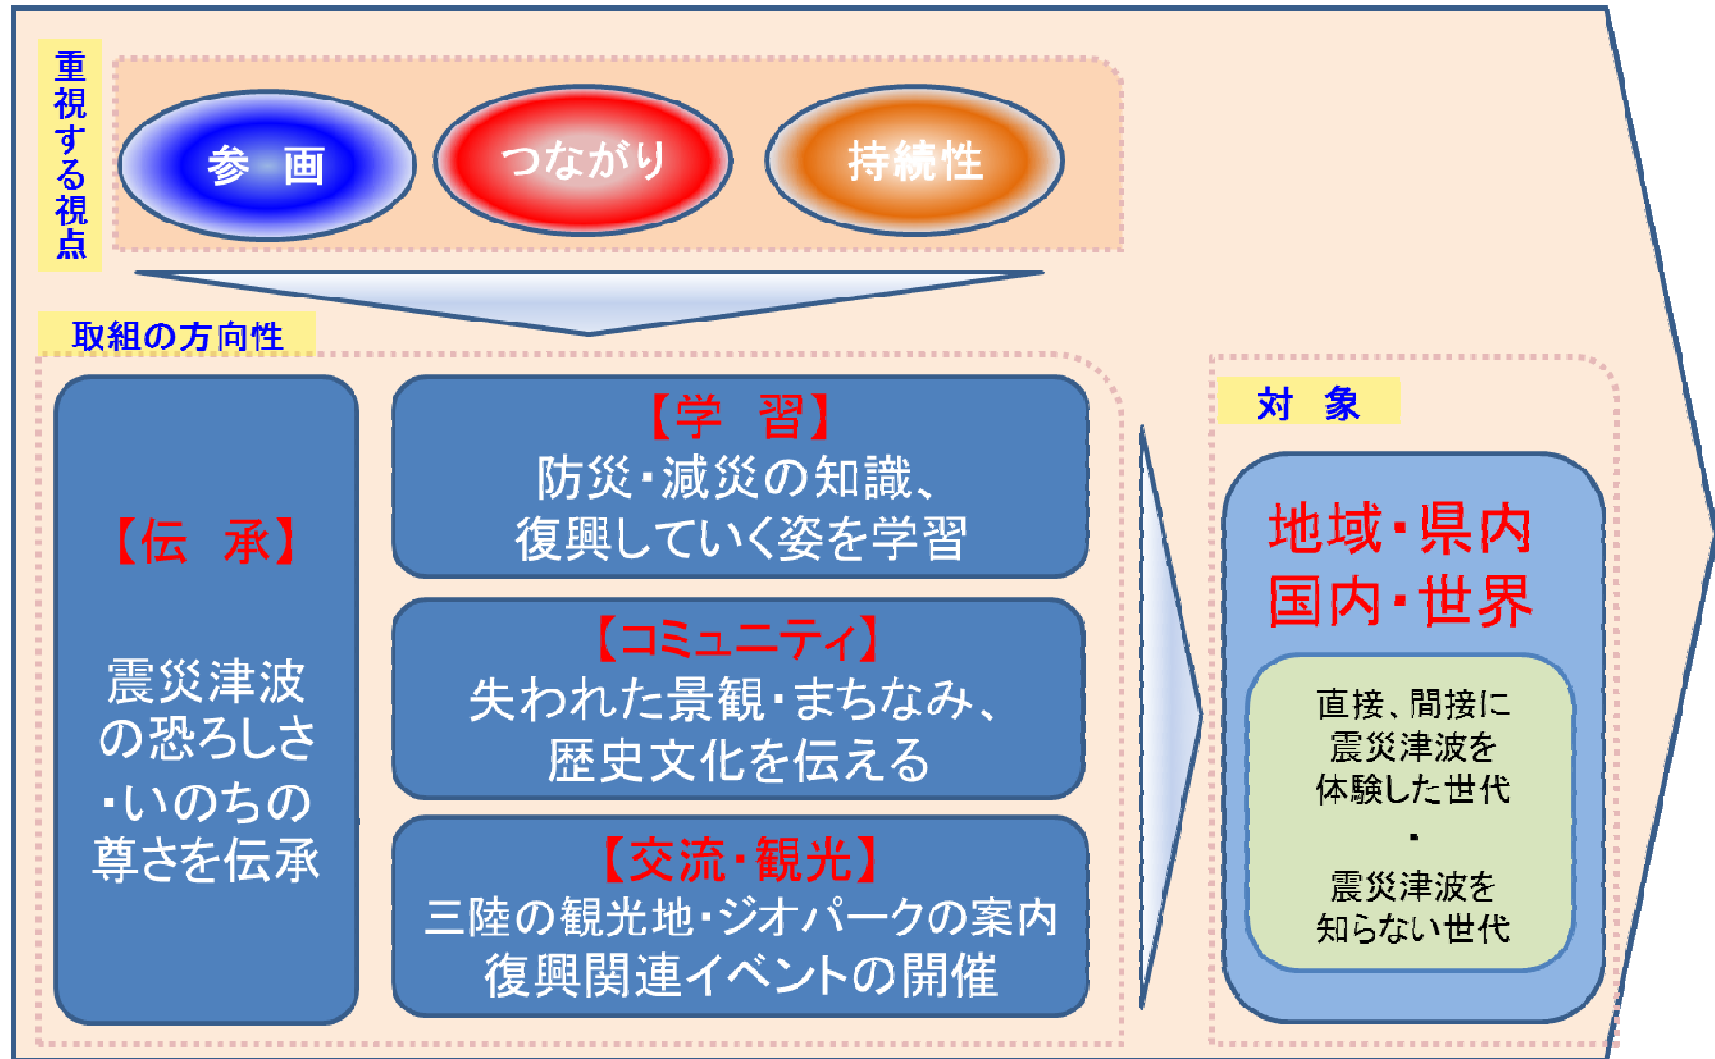 重視する視点
参　画
つながり
持続性
取組の方向性
【伝　承】
震災津波
の恐ろしさ
・いのちの
尊さを伝承
【学　習】
防災・減災の知識、
復興していく姿を学習
【コミュニティ】
失われた景観・まちなみ、
歴史文化を伝える
【交流・観光】
三陸の観光地・ジオパークの案内
復興関連イベントの開催
対　象
地域・県内
国内・世界
直接、間接に
震災津波を
体験した世代
・
震災津波を
知らない世代